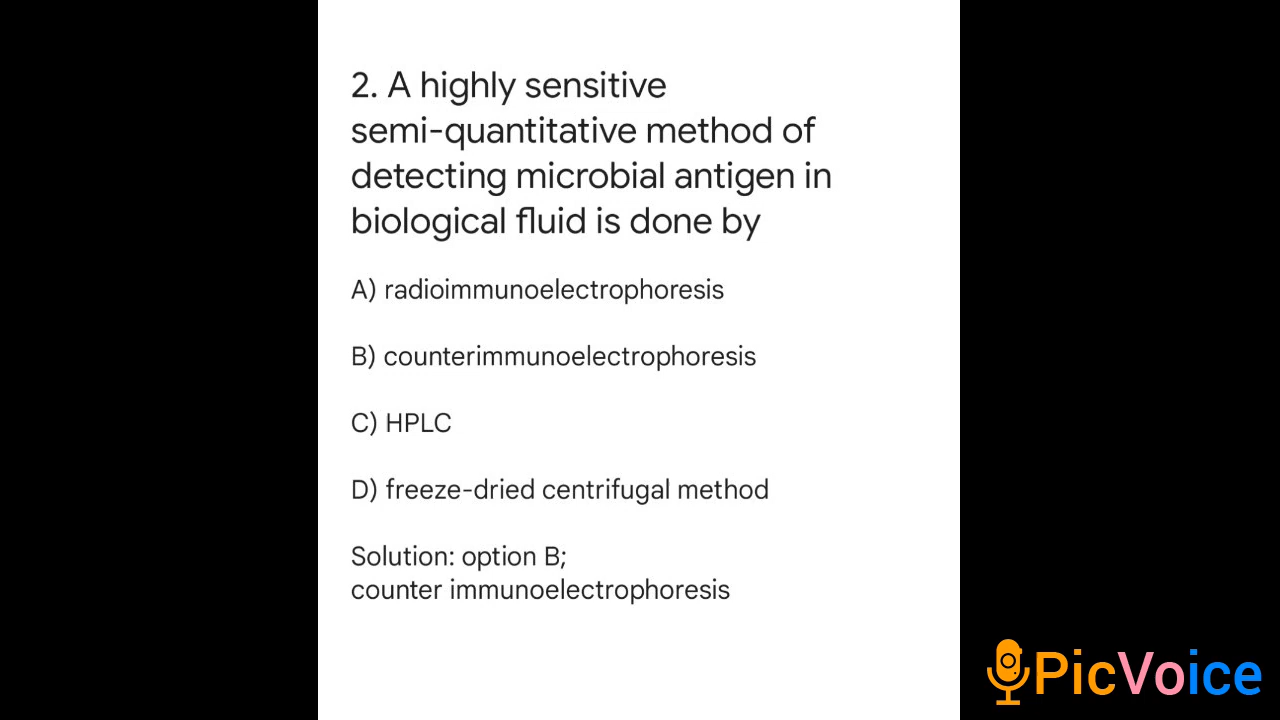 2. A highly sensitive
semi-quantitative method of
detecting microbial antigen in
biological fluid is done by
A) radioimmunoelectrophoresis
B) counterimmunoelectrophoresis
C) HPLC
D) freeze-dried centrifugal method
Solution: option B;
counter immunoelectrophoresis
PicVoice